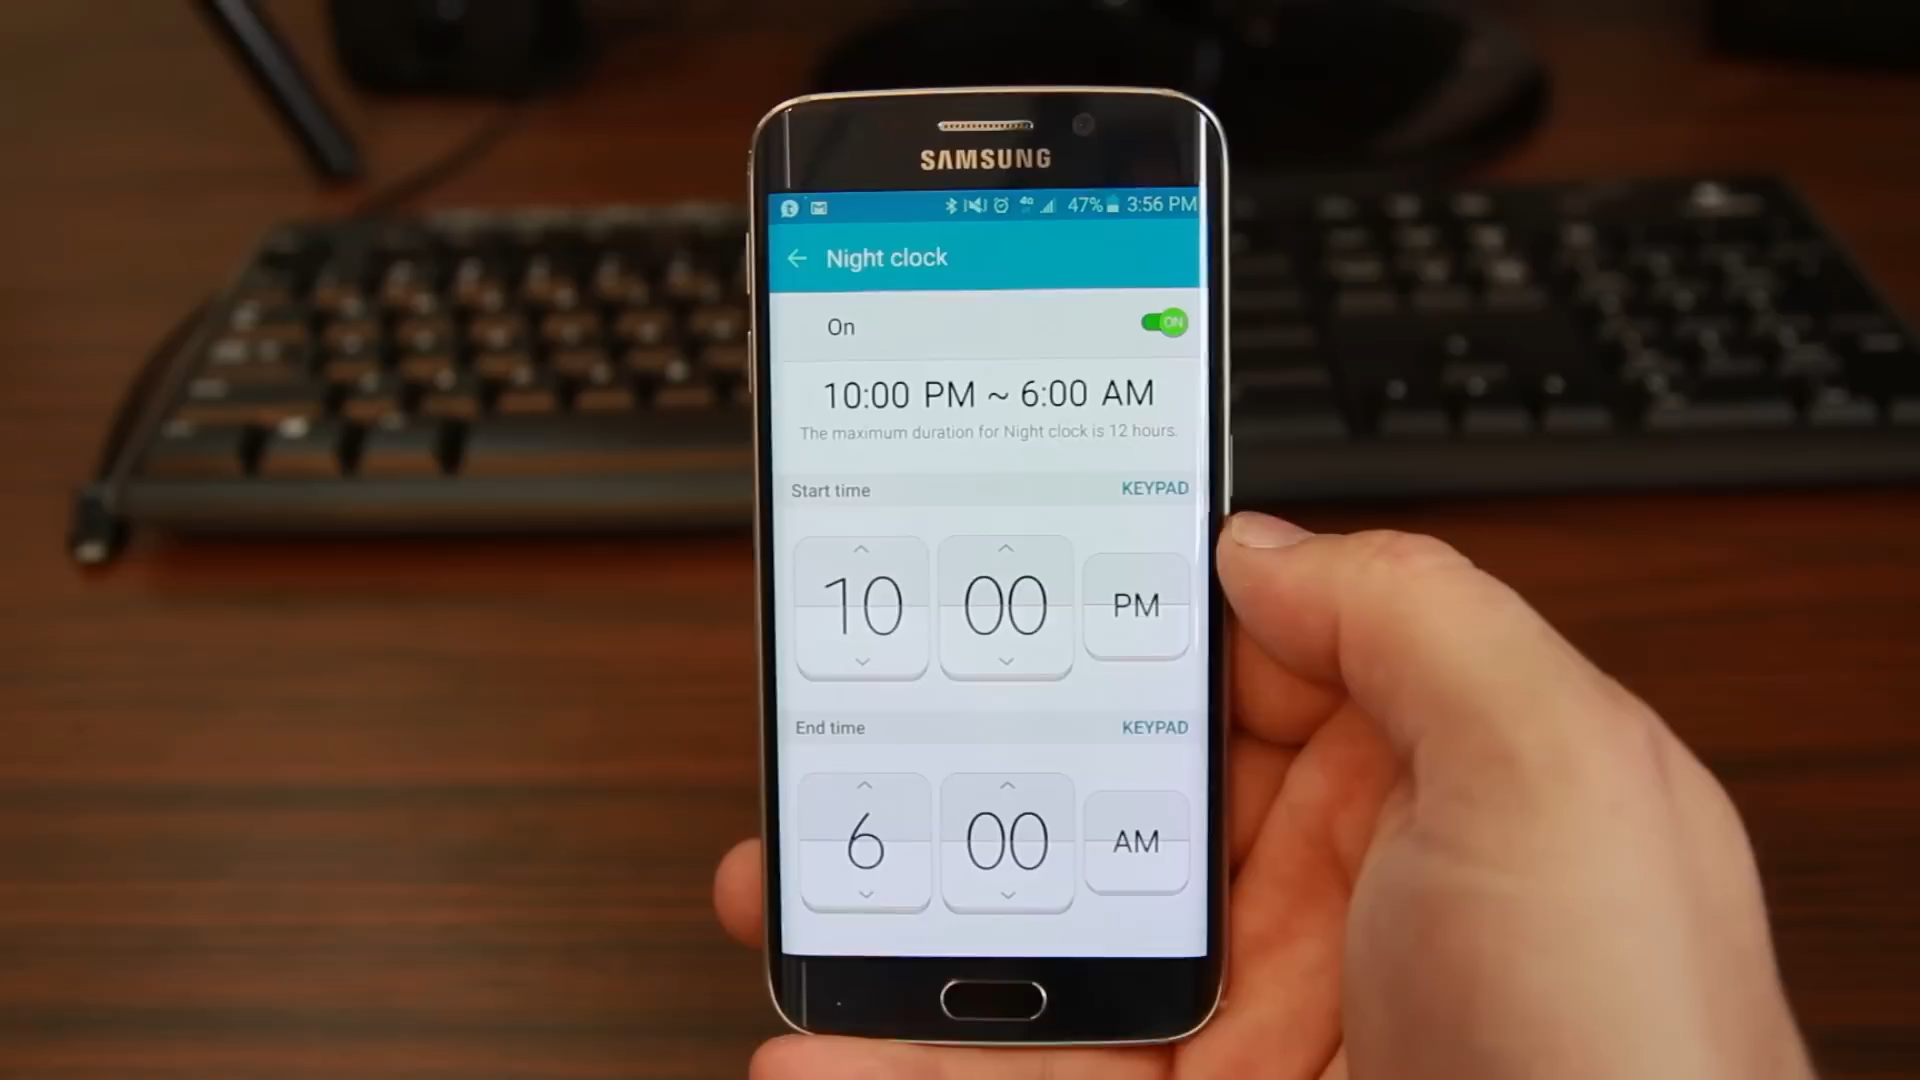 SAMSUNG
4G 47% 3:56 PM
Night clock
On ON
10:00 PM ~ 6:00 AM
The maximum duration for Night clock is 12 hours.
Start time KEYPAD
10 00 PM
End time KEYPAD
6 00 AM